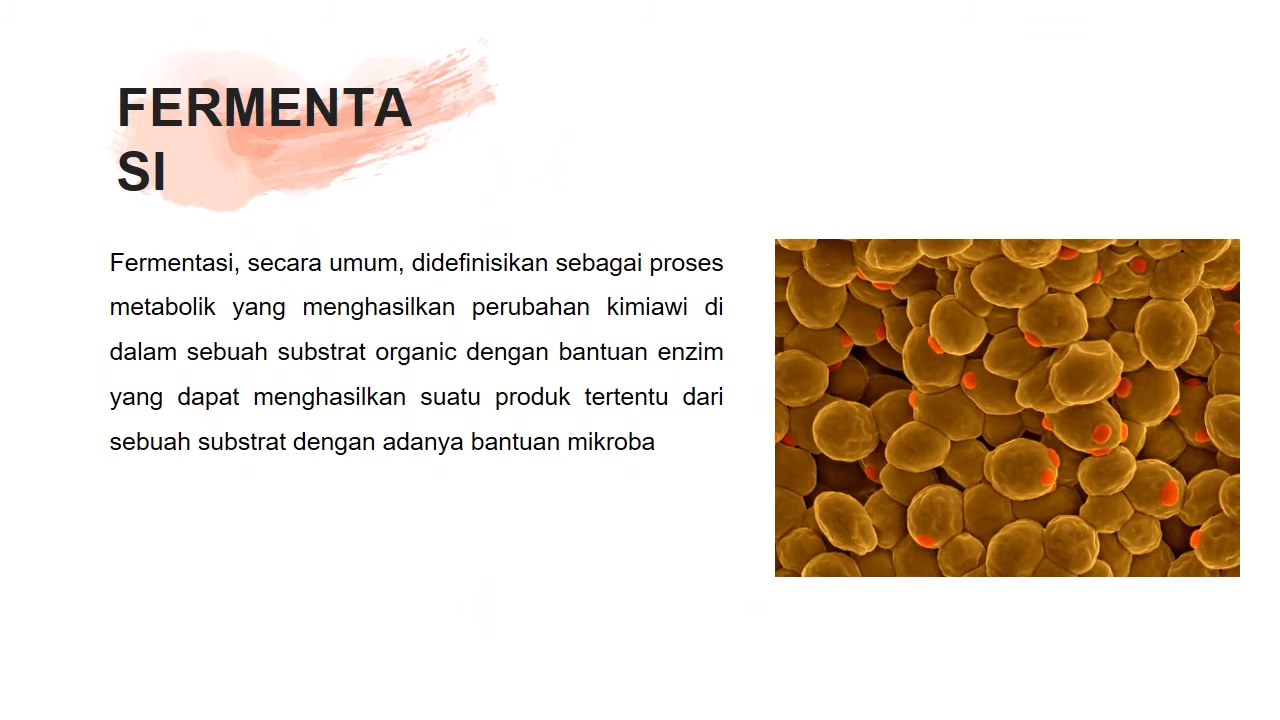 FERMENTA
SI
Fermentasi, secara umum, didefinisikan sebagai proses
metabolik yang menghasilkan perubahan kimiawi di
dalam sebuah substrat organic dengan bantuan enzim
yang dapat menghasilkan suatu produk tertentu dari
sebuah substrat dengan adanya bantuan mikroba